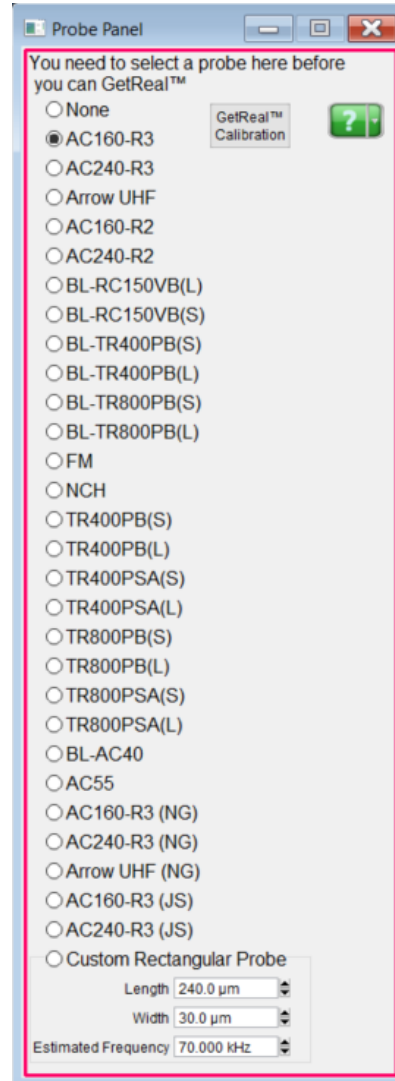 Probe Panel
You need to select a probe here before
you can GetReal™
None
GetReal™
Calibration
?
AC160-R3
AC240-R3
Arrow UHF
AC160-R2
AC240-R2
BL-RC150VB(L)
BL-RC150VB(S)
BL-TR400PB(S)
BL-TR400PB(L)
BL-TR800PB(S)
BL-TR800PB(L)
FM
NCH
TR400PB(S)
TR400PB(L)
TR400PSA(S)
TR400PSA(L)
TR800PB(S)
TR800PB(L)
TR800PSA(S)
TR800PSA(L)
BL-AC40
AC55
AC160-R3 (NG)
AC240-R3 (NG)
Arrow UHF (NG)
AC160-R3 (JS)
AC240-R3 (JS)
Custom Rectangular Probe
Length 240.0 µm
Width 30.0 µm
Estimated Frequency 70.000 kHz